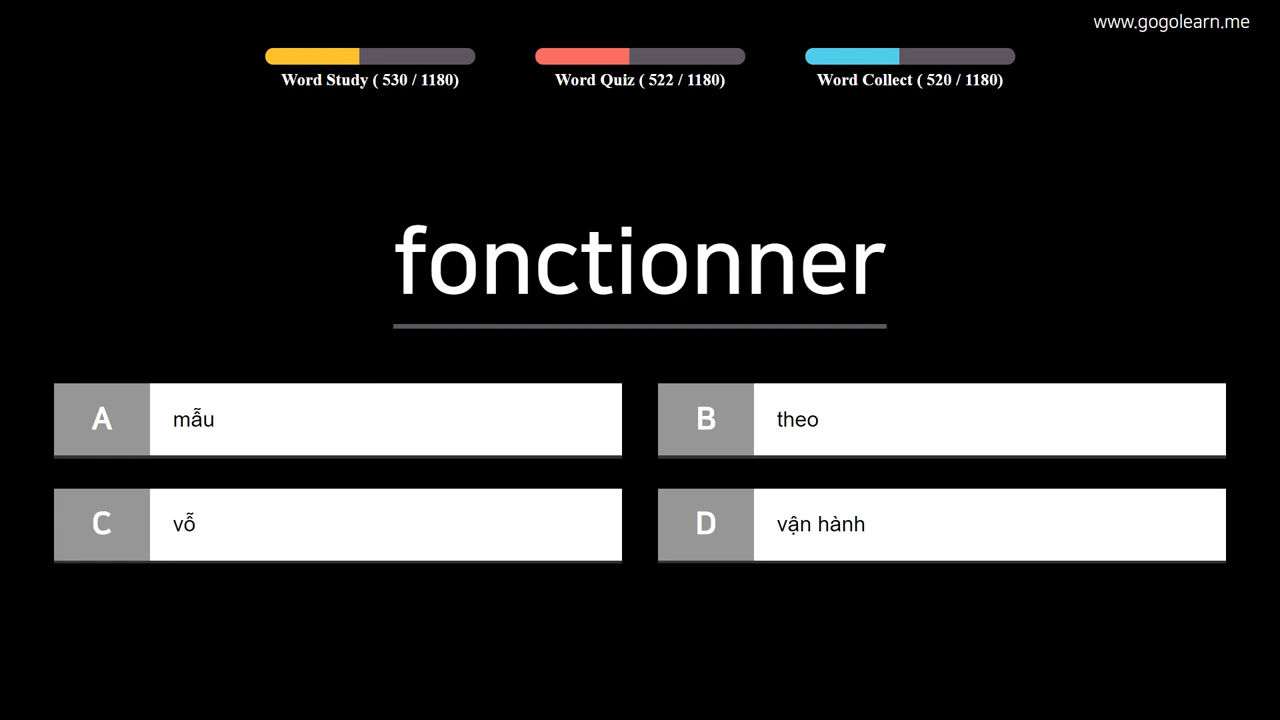 www.gogolearn.me
Word Study ( 530 / 1180)
Word Quiz ( 522 / 1180)
Word Collect ( 520 / 1180)
fonctionner
A mẫu
B theo
C vỗ
D vận hành